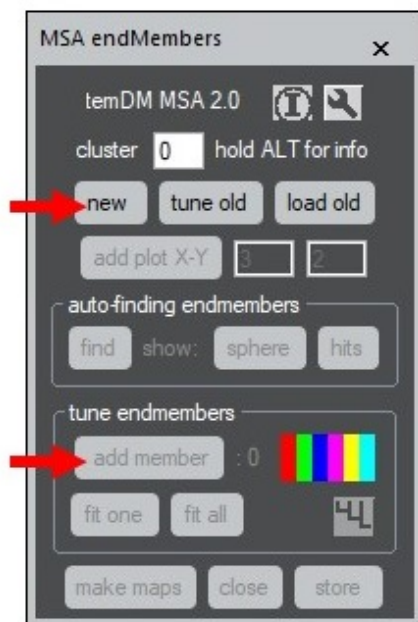 MSA endMembers x
temDM MSA 2.0
cluster 0 hold ALT for info
new tune old load old
add plot X-Y 3 2
auto-finding endmembers
find show: sphere hits
tune endmembers
add member : 0
fit one fit all
make maps close store